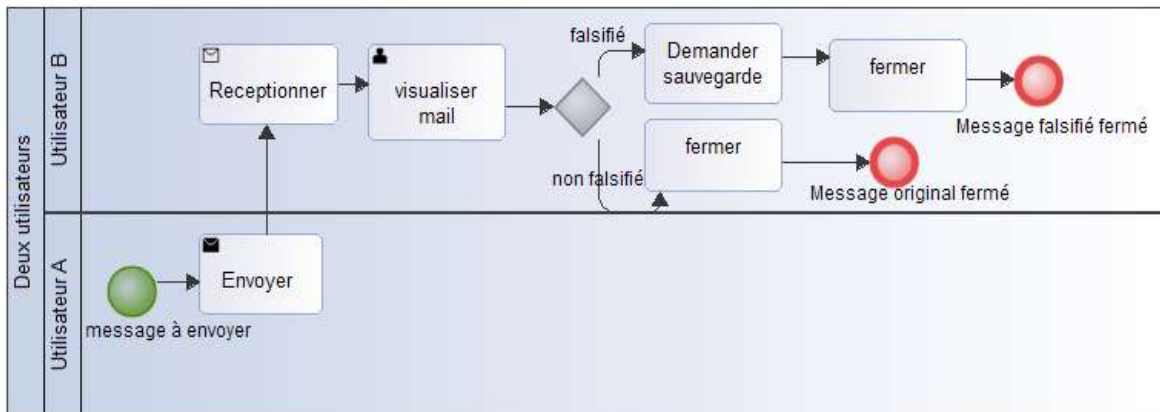 Deux utilisateurs
Utilisateur B
Receptionner
visualiser
mail
falsifié
non falsifié
Demander
sauvegarde
fermer
Message falsifié fermé
fermer
Message original fermé
Utilisateur A
message à envoyer
Envoyer